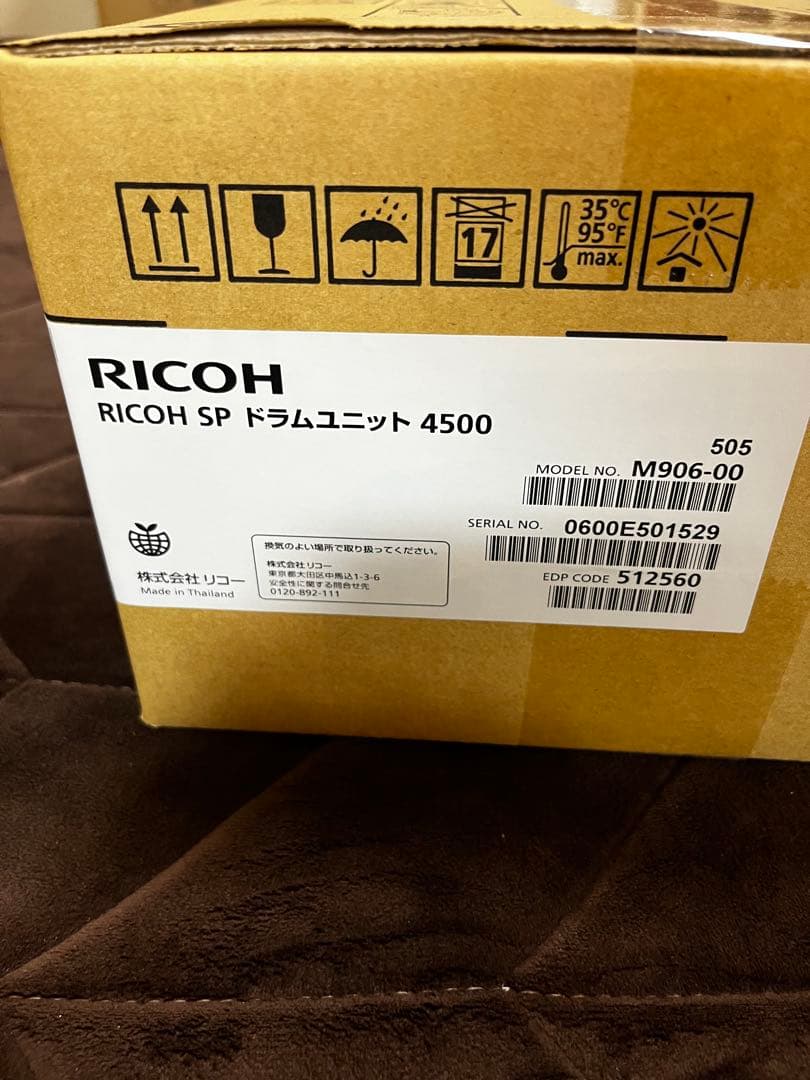 17
35°C
95°F
max.
RICOH
RICOH SP ドラムユニット 4500
505
MODEL NO. M906-00
SERIAL NO. 0600E501529
EDP CODE 512560
株式会社リコー
Made in Thailand
換気のよい場所で取り扱ってください。
株式会社リコー
東京都大田区中馬込1-3-6
安全性に関する問合せ先
0120-892-111